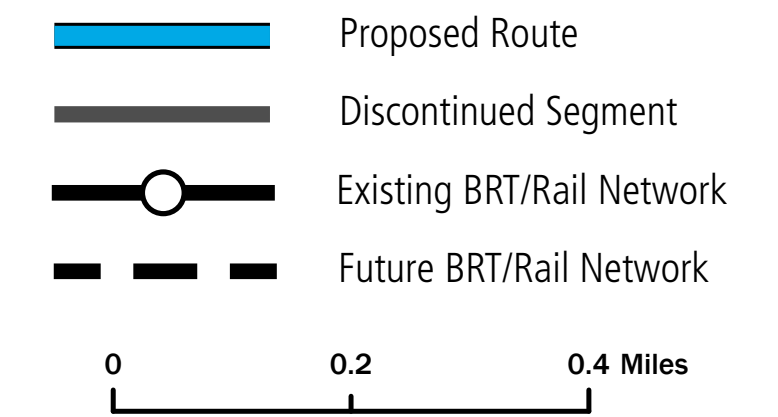 Proposed Route
Discontinued Segment
Existing BRT/Rail Network
Future BRT/Rail Network
0 0.2 0.4 Miles